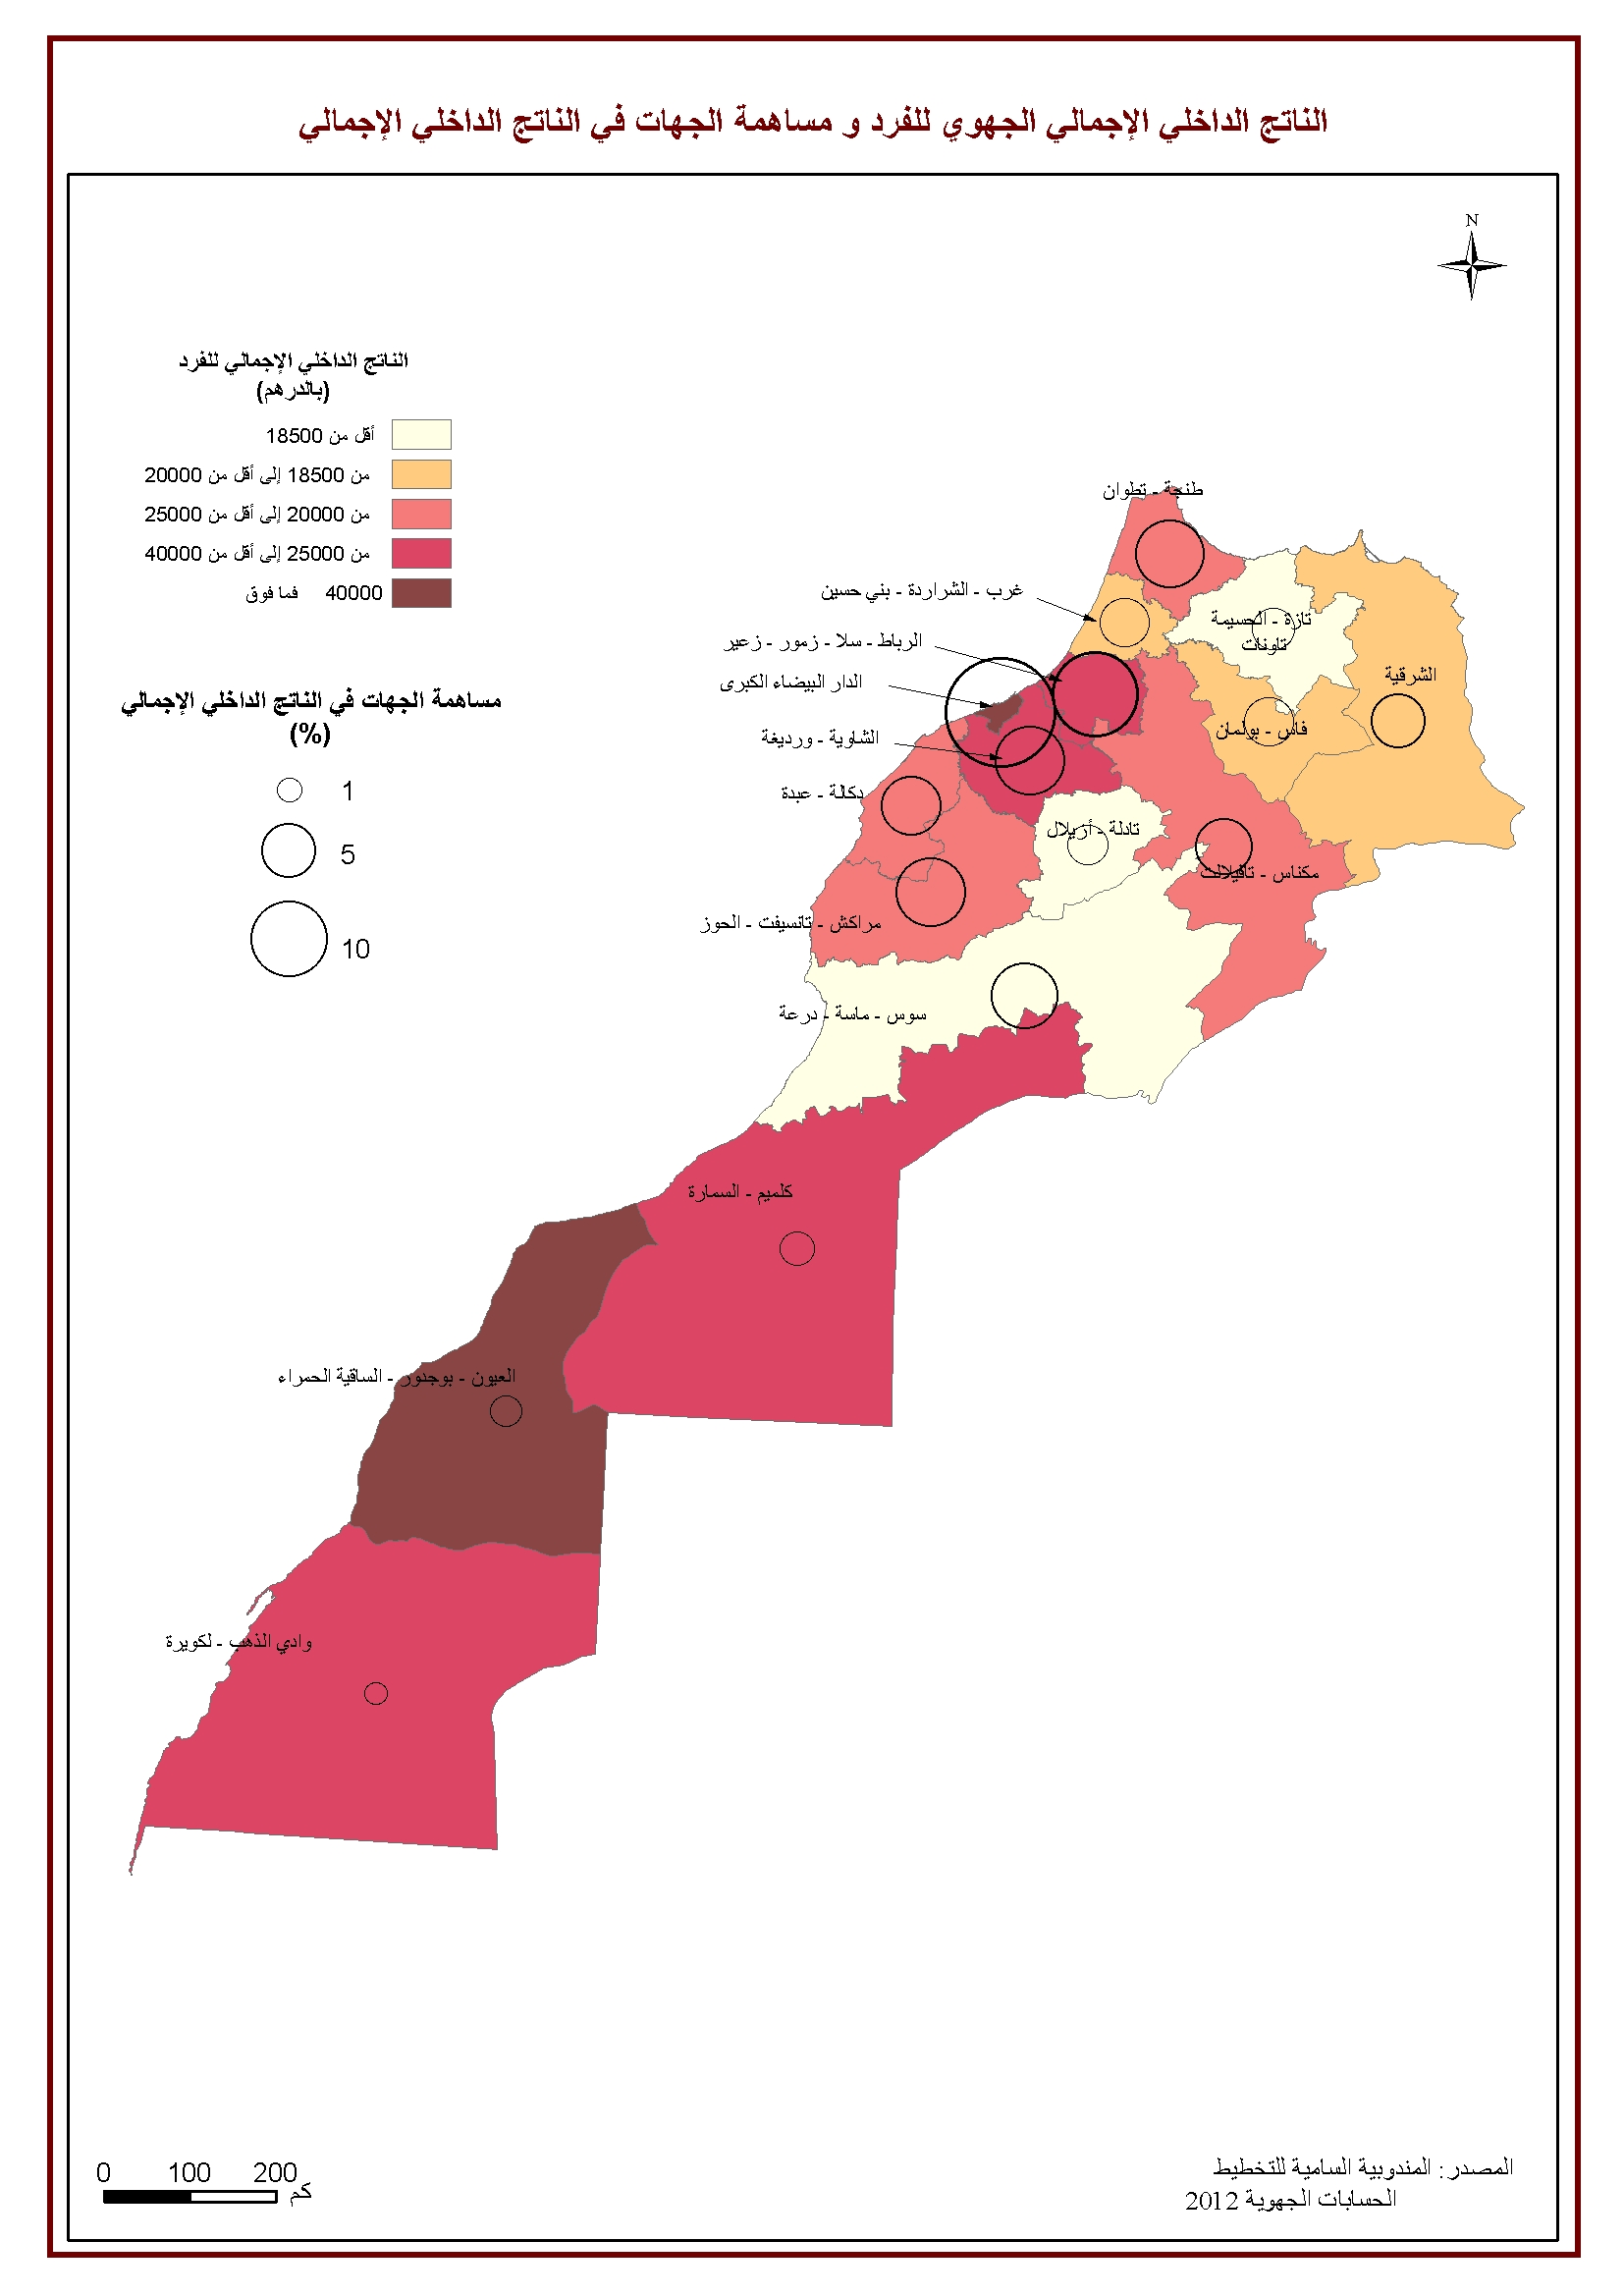 الناتج الداخلي الإجمالي الجهوي للفرد و مساهمة الجهات في الناتج الداخلي الإجمالي
N
الناتج الداخلي الإجمالي للفرد
(بالدرهم)
أقل من 18500
من 18500 إلى أقل من 20000
من 20000 إلى أقل من 25000
من 25000 إلى أقل من 40000
40000 فما فوق
مساهمة الجهات في الناتج الداخلي الإجمالي
(%)
1
5
10
طنجة - تطوان
غرب - الشراردة - بني حسين
تازة - الحسيمة
تاونات
الرباط - سلا - زمور - زعير
الشرقية
الدار البيضاء الكبرى
فاس - بولمان
الشاوية - ورديغة
دكالة - عبدة
تادلة - أزيلال
مكناس - تافيلالت
مراكش - تانسيفت - الحوز
سوس - ماسة - درعة
كلميم - السمارة
العيون - بوجدور - الساقية الحمراء
وادي الذهب - لكويرة
0 100 200
كم
المصدر: المندوبية السامية للتخطيط
الحسابات الجهوية 2012